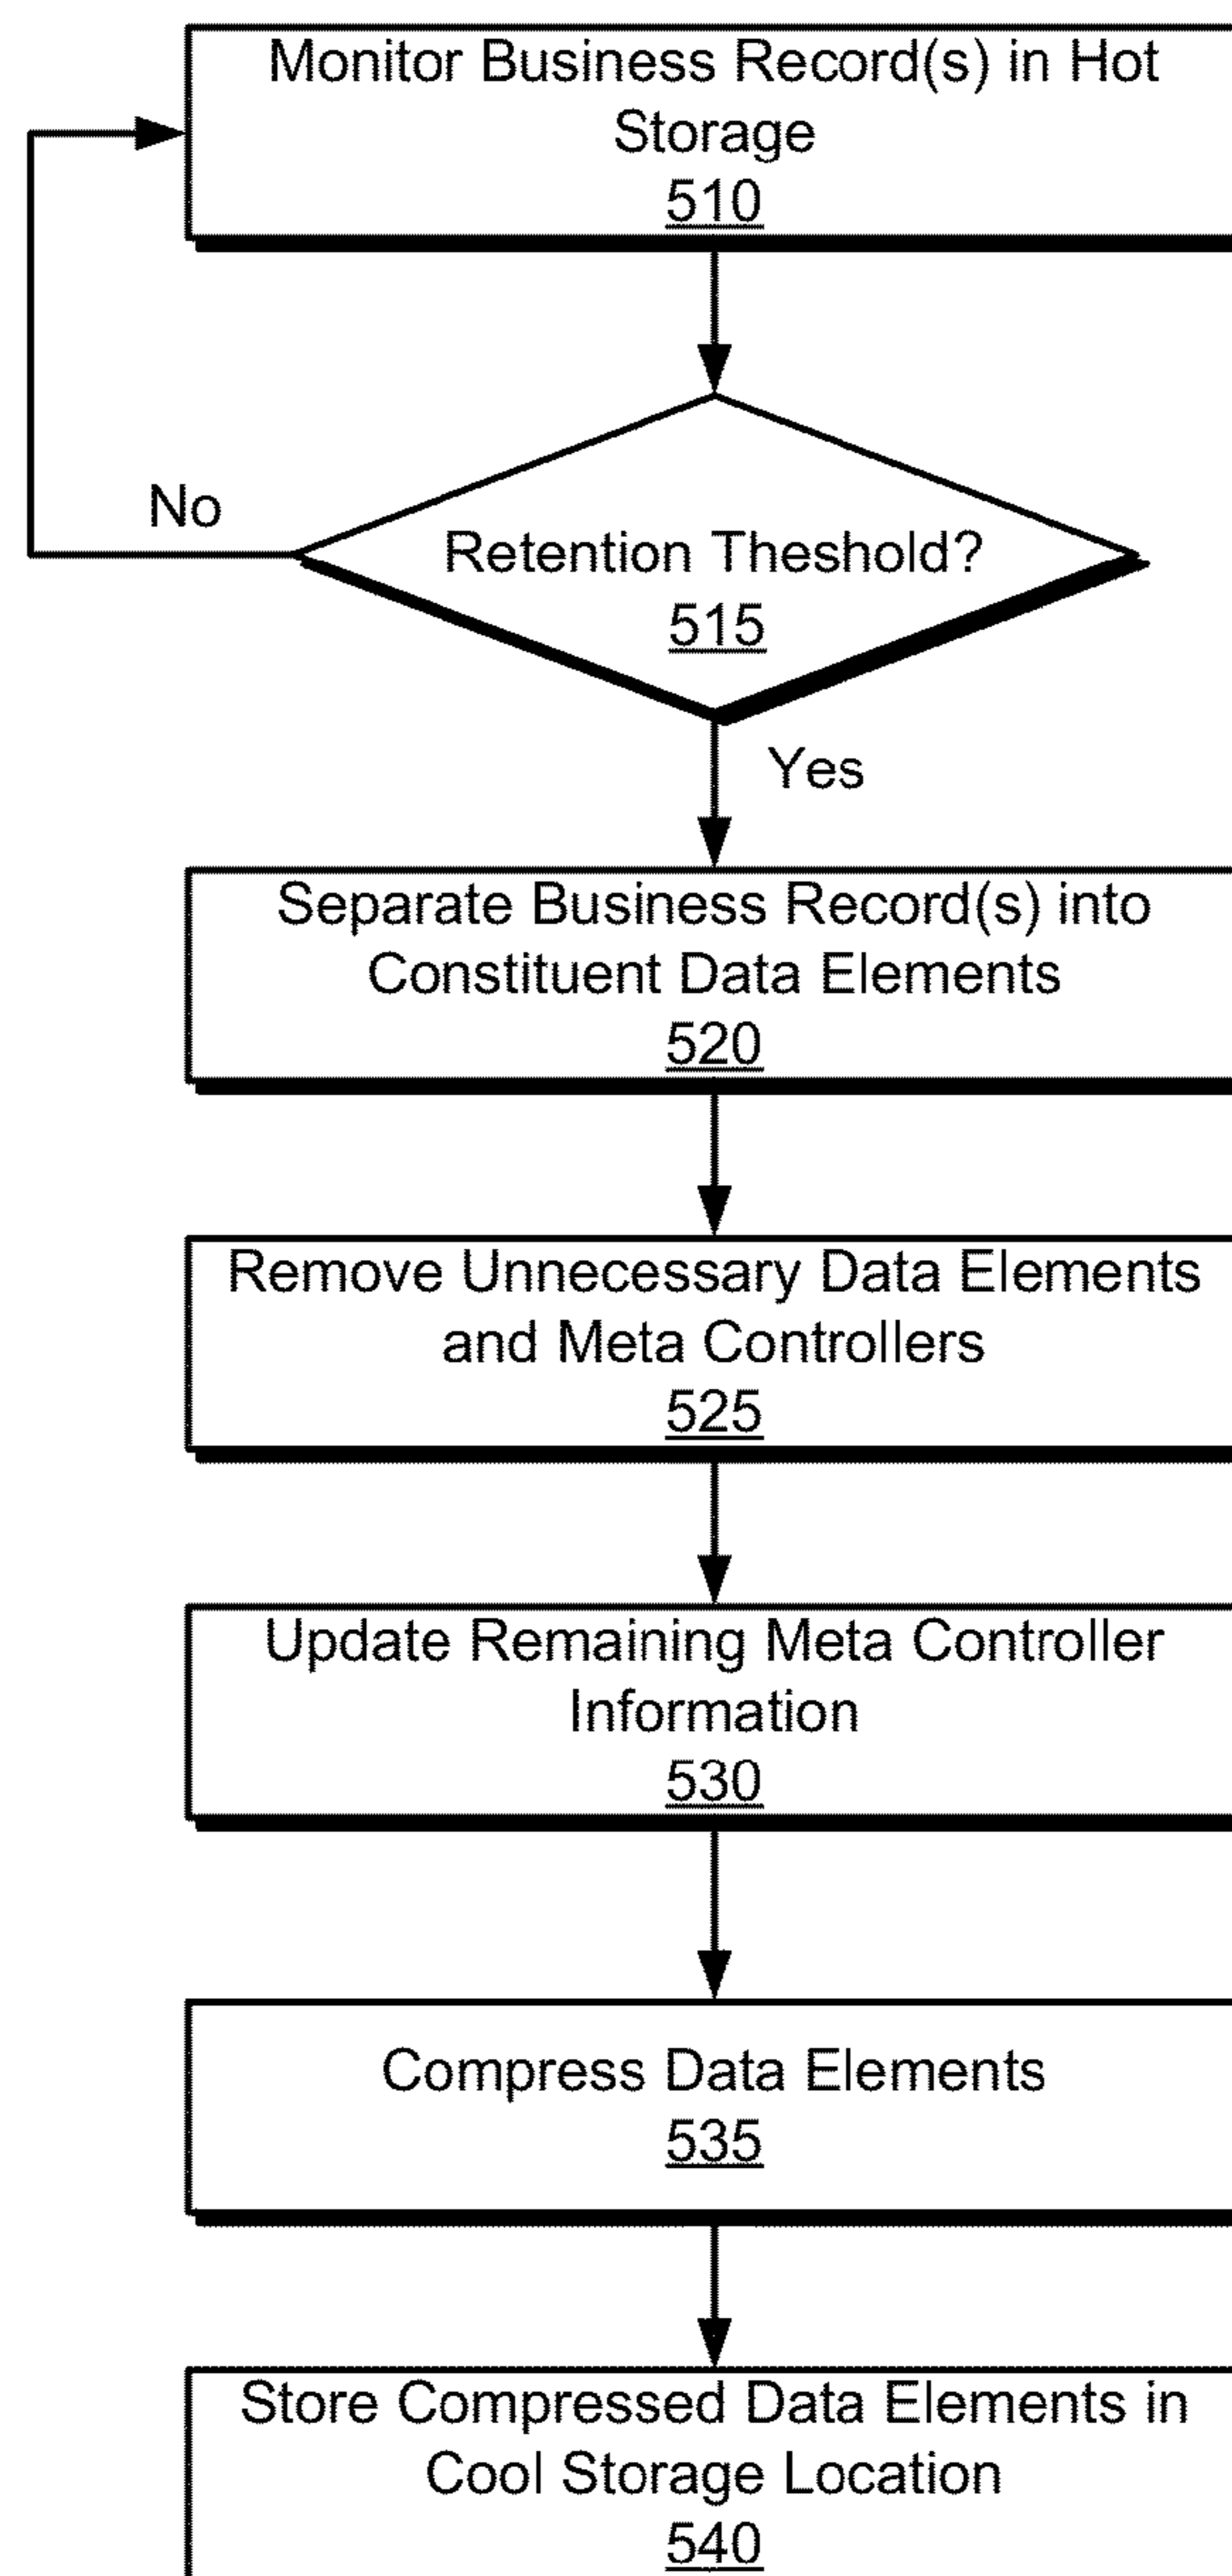 Monitor Business Record(s) in Hot
Storage
510
No
Retention Theshold?
515
Yes
Separate Business Record(s) into
Constituent Data Elements
520
Remove Unnecessary Data Elements
and Meta Controllers
525
Update Remaining Meta Controller
Information
530
Compress Data Elements
535
Store Compressed Data Elements in
Cool Storage Location
540